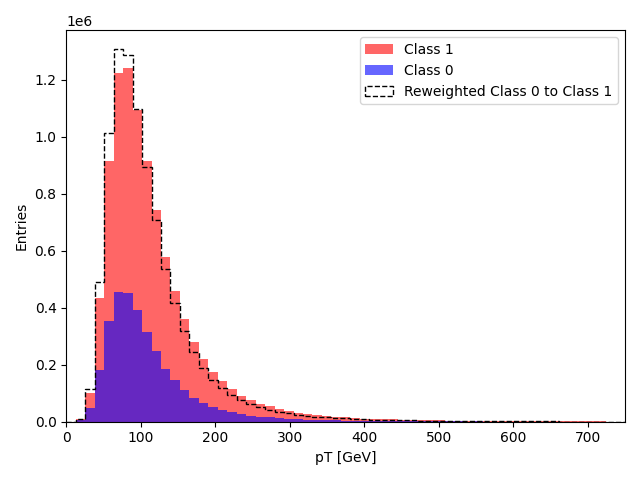 1e6
Class 1
Class 0
Reweighted Class 0 to Class 1
1.2
1.0
0.8
0.6
0.4
0.2
0.0
Entries
0 100 200 300 400 500 600 700
pT [GeV]